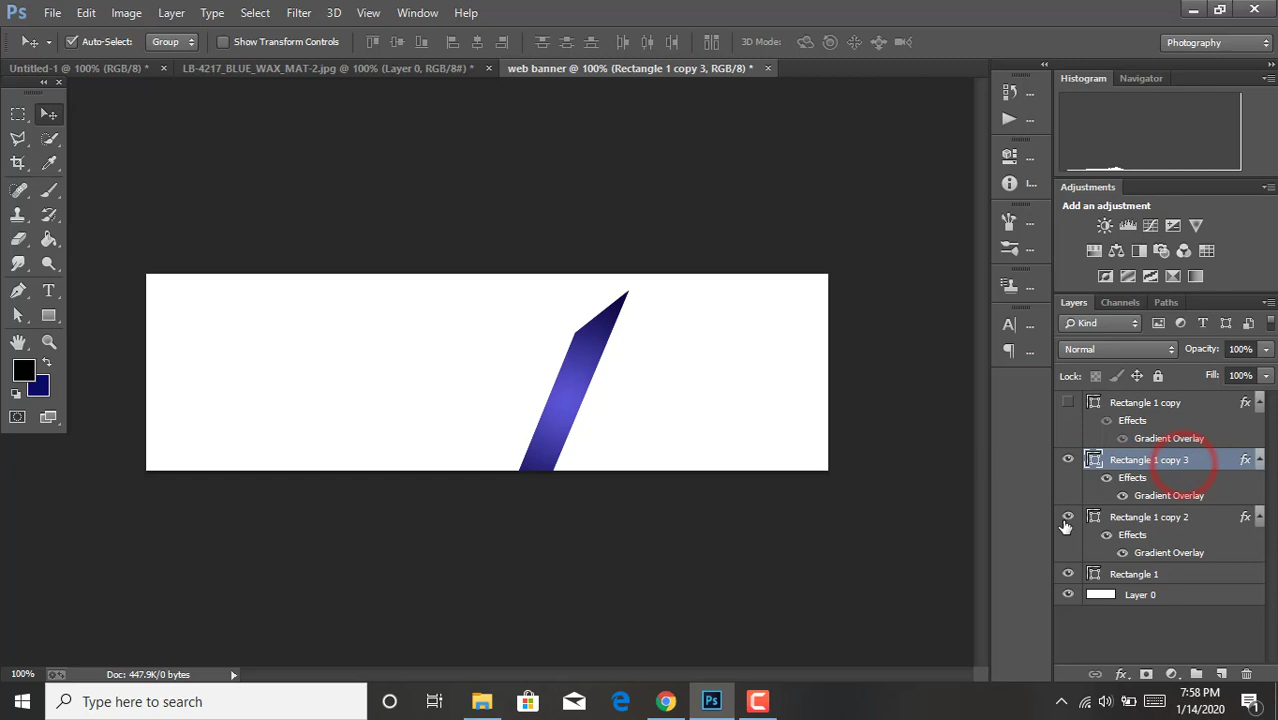 Ps File Edit Image Layer Type Select Filter 3D View Window Help
Auto-Select: Group Show Transform Controls 3D Mode: Photography
Untitled-1 @ 100% (RGB/8) * × LB-4217_BLUE_WAX_MAT-2.jpg @ 100% (Layer 0, RGB/8#) * × web banner @ 100% (Rectangle 1 copy 3, RGB/8) * ×
Histogram Navigator
Adjustments
Add an adjustment
Layers Channels Paths
Kind
Normal Opacity: 100%
Lock: Fill: 100%
Rectangle 1 copy fx
Effects
Gradient Overlay
Rectangle 1 copy 3 fx
Effects
Gradient Overlay
Rectangle 1 copy 2 fx
Effects
Gradient Overlay
Rectangle 1
Layer 0
100% Doc: 447.9K/0 bytes
Type here to search
7:58 PM
1/14/2020